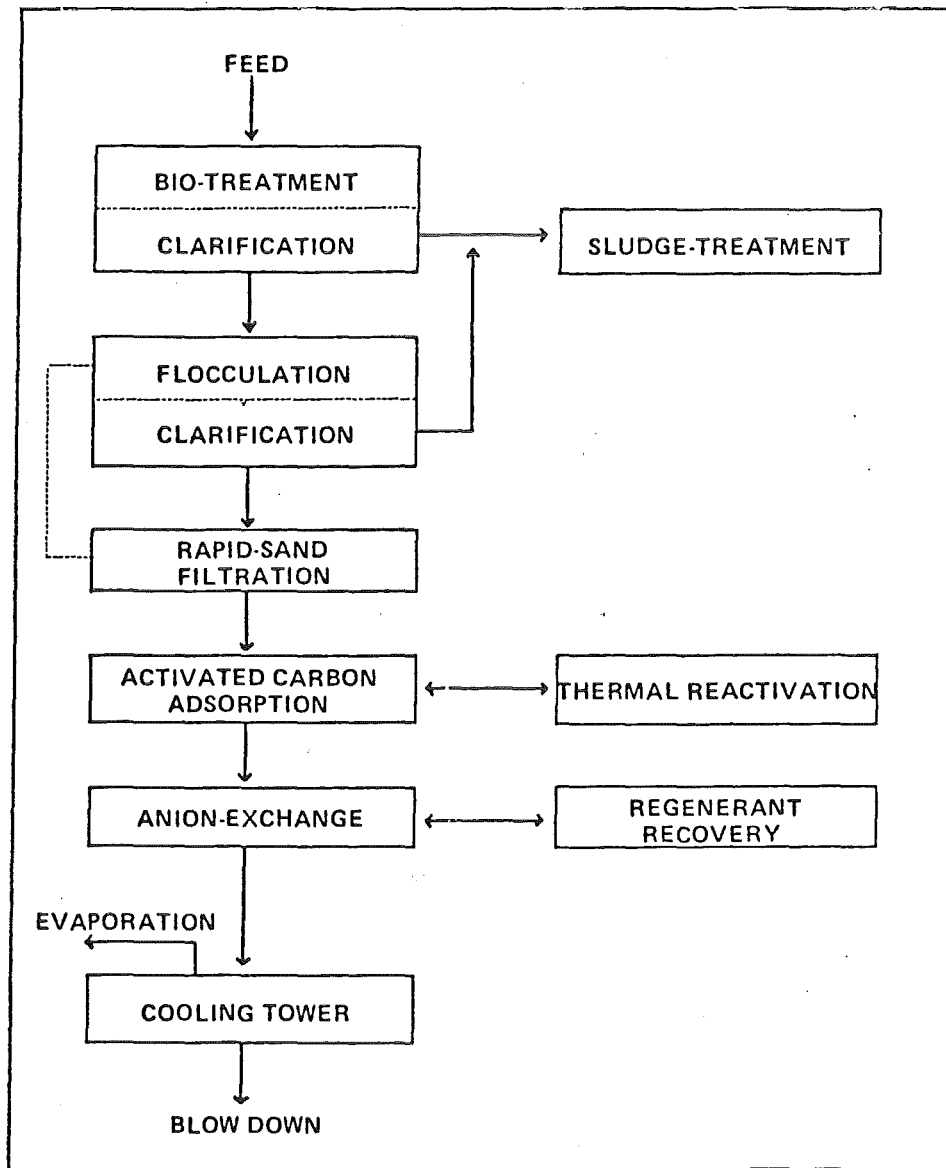 FEED
BIO-TREATMENT
CLARIFICATION
SLUDGE-TREATMENT
FLOCCULATION
CLARIFICATION
RAPID-SAND
FILTRATION
ACTIVATED CARBON
ADSORPTION
THERMAL REACTIVATION
ANION-EXCHANGE
REGENERANT
RECOVERY
EVAPORATION
COOLING TOWER
BLOW DOWN